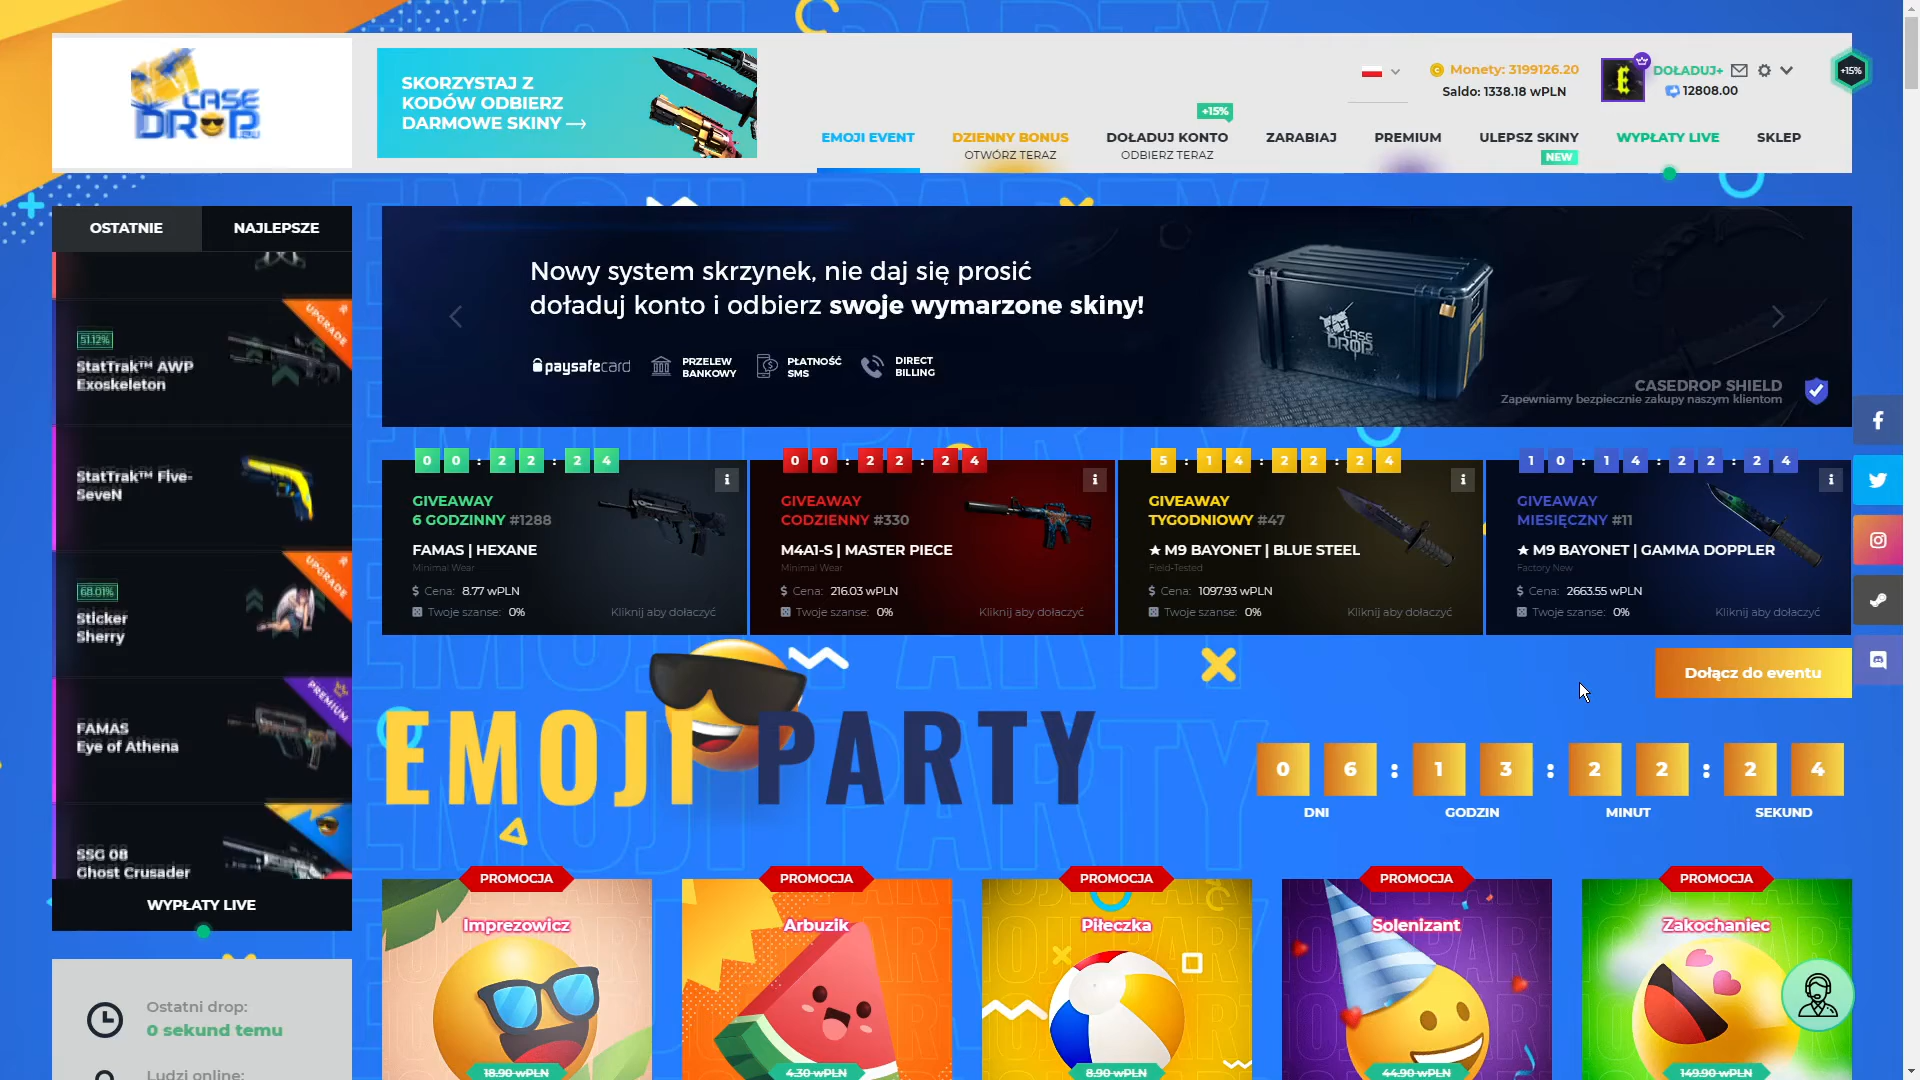 CASE
DROP
SKORZYSTAJ Z
KODÓW ODBIERZ
DARMOWE SKINY →
Monety: 3199126.20
Saldo: 1338.18 wPLN
DOŁADUJ+
12808.00
+15%
+15%
EMOJI EVENT
DZIENNY BONUS
OTWÓRZ TERAZ
DOŁADUJ KONTO
ODBIERZ TERAZ
ZARABIAJ
PREMIUM
ULEPSZ SKINY
NEW
WYPŁATY LIVE
SKLEP
OSTATNIE
NAJLEPSZE
UPGRADE
51.12%
StatTrak™ AWP
Exoskeleton
StatTrak™ Five-
SeveN
UPGRADE
68.01%
Sticker
Sherry
PREMIUM
FAMAS
Eye of Athena
SSG 08
Ghost Crusader
WYPŁATY LIVE
Ostatni drop:
0 sekund temu
Ludzi online:
Nowy system skrzynek, nie daj się prosić
doładuj konto i odbierz swoje wymarzone skiny!
paysafecard
PRZELEW
BANKOWY
PŁATNOŚĆ
SMS
DIRECT
BILLING
CASE
DROP
CASEDROP SHIELD
Zapewniamy bezpiecznie zakupy naszym klientom
0 0 : 2 2 : 2 4
GIVEAWAY
6 GODZINNY #1288
FAMAS | HEXANE
Minimal Wear
$ Cena: 8.77 wPLN
Twoje szanse: 0%
Kliknij aby dołaczyć
0 0 : 2 2 : 2 4
GIVEAWAY
CODZIENNY #330
M4A1-S | MASTER PIECE
Minimal Wear
$ Cena: 216.03 wPLN
Twoje szanse: 0%
Kliknij aby dołaczyć
5 : 1 4 : 2 2 : 2 4
GIVEAWAY
TYGODNIOWY #47
★ M9 BAYONET | BLUE STEEL
Field-Tested
$ Cena: 1097.93 wPLN
Twoje szanse: 0%
Kliknij aby dołaczyć
1 0 : 1 4 : 2 2 : 2 4
GIVEAWAY
MIESIĘCZNY #11
★ M9 BAYONET | GAMMA DOPPLER
Factory New
$ Cena: 2663.55 wPLN
Twoje szanse: 0%
Kliknij aby dołaczyć
EMOJI PARTY
Dołącz do eventu
0 6 : 1 3 : 2 2 : 2 4
DNI GODZIN MINUT SEKUND
PROMOCJA
Imprezowicz
18.90 wPLN
PROMOCJA
Arbuzik
4.30 wPLN
PROMOCJA
Piłeczka
8.90 wPLN
PROMOCJA
Solenizant
44.90 wPLN
PROMOCJA
Zakochaniec
149.90 wPLN